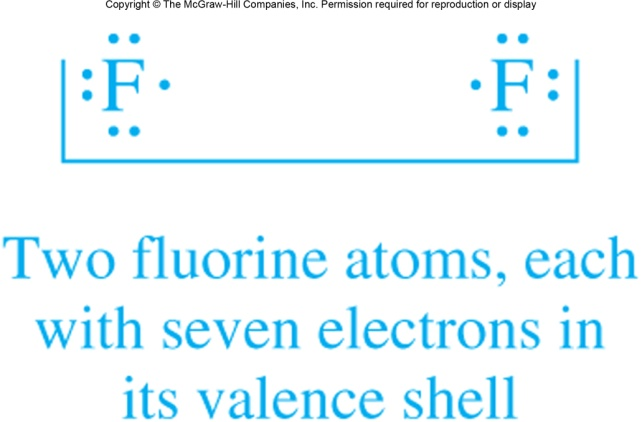 Copyright © The McGraw-Hill Companies, Inc. Permission required for reproduction or display
F F
Two fluorine atoms, each
with seven electrons in
its valence shell